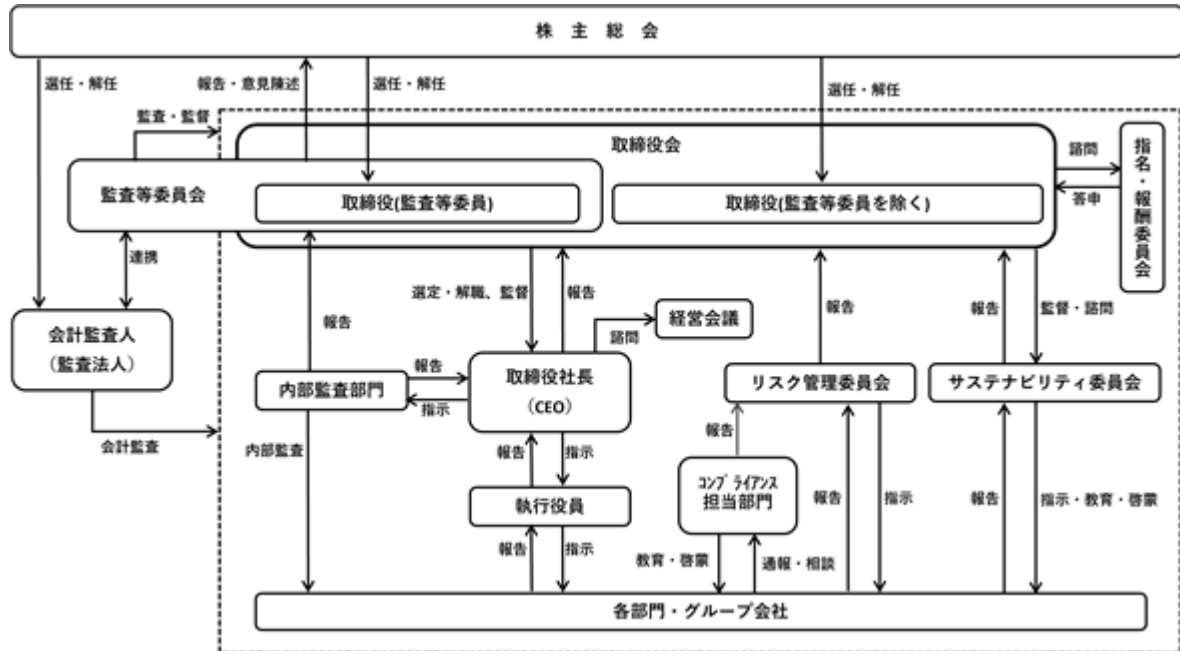 株 主 総 会
選任・解任
報告・意見陳述
選任・解任
選任・解任
監査・監督
取締役会
諮問
答申
指名・報酬委員会
監査等委員会
取締役(監査等委員)
取締役(監査等委員を除く)
連携
選定・解職、監督
報告
経営会議
諮問
報告
報告
報告
監督・諮問
会計監査人
(監査法人)
内部監査部門
報告
指示
取締役社長
(CEO)
リスク管理委員会
サステナビリティ委員会
会計監査
内部監査
報告
指示
報告
コンプライアンス
担当部門
執行役員
報告
指示
報告
指示・教育・啓蒙
報告
指示
教育・啓蒙
通報・相談
各部門・グループ会社